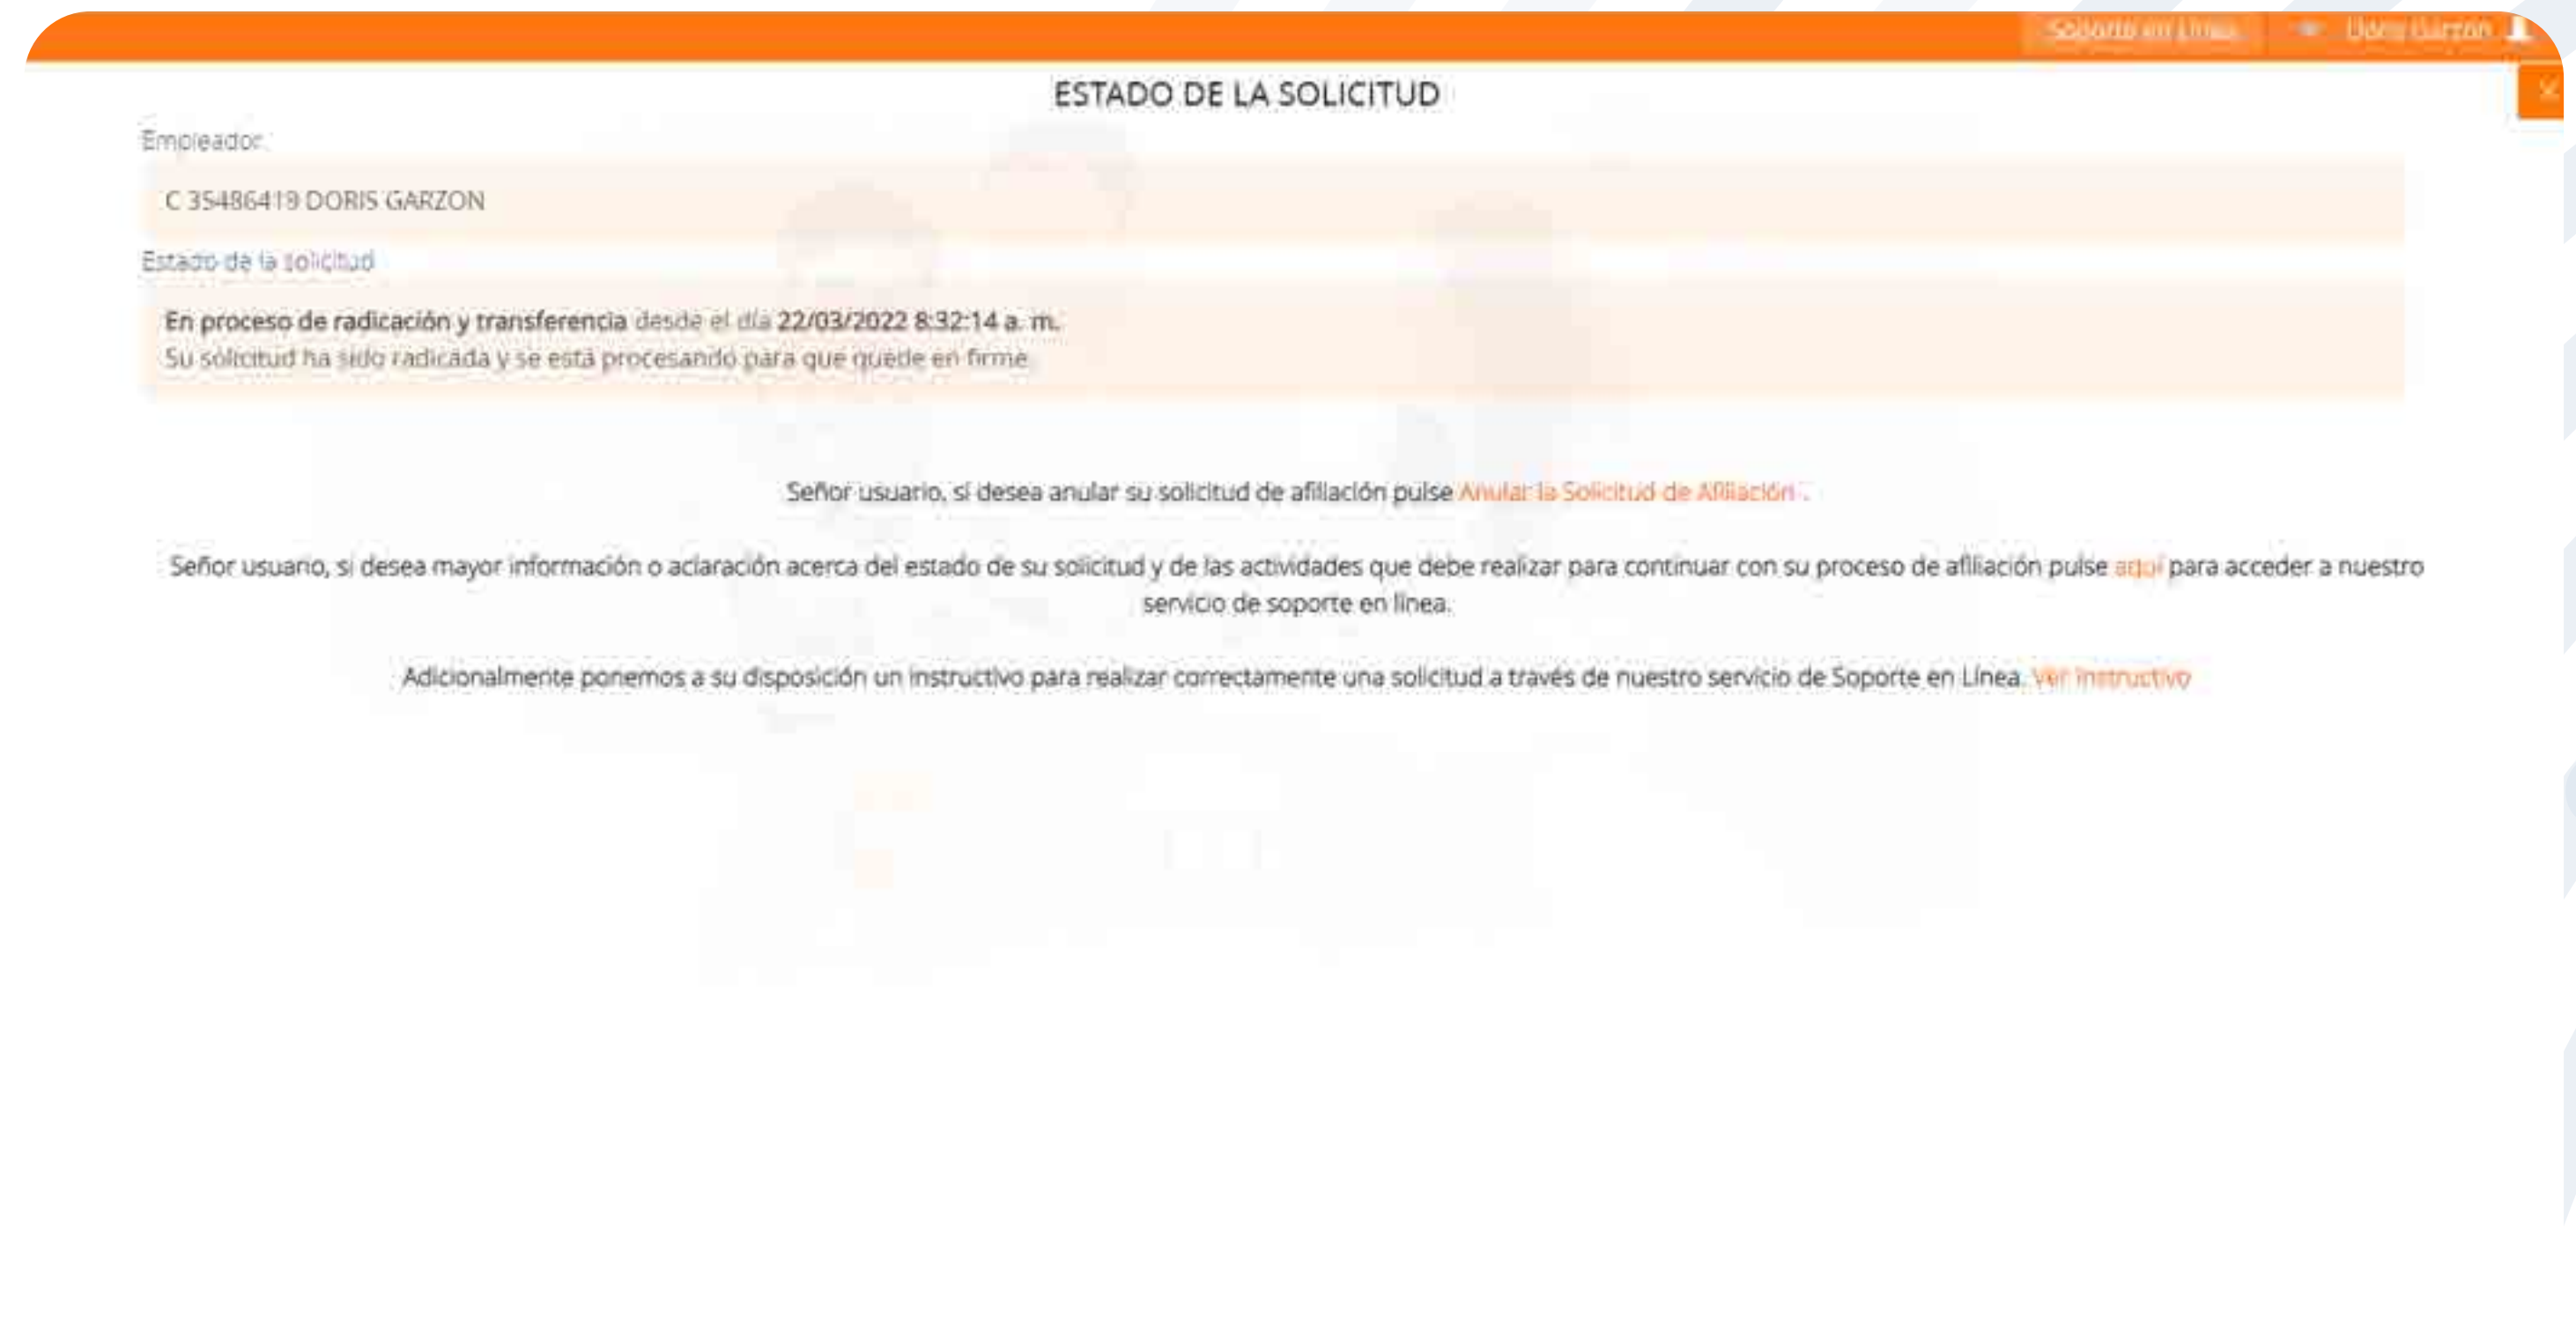 Soporte en Línea Doris Garzon
ESTADO DE LA SOLICITUD
Empleador:
C 35486419 DORIS GARZON
Estado de la solicitud
En proceso de radicación y transferencia desde el día 22/03/2022 8:32:14 a. m.
Su solicitud ha sido radicada y se está procesando para que quede en firme
Señor usuario, si desea anular su solicitud de afiliación pulse Anular la Solicitud de Afiliación .
Señor usuario, si desea mayor información o aclaración acerca del estado de su solicitud y de las actividades que debe realizar para continuar con su proceso de afiliación pulse aquí para acceder a nuestro
servicio de soporte en línea.
Adicionalmente ponemos a su disposición un instructivo para realizar correctamente una solicitud a través de nuestro servicio de Soporte en Línea. Ver instructivo